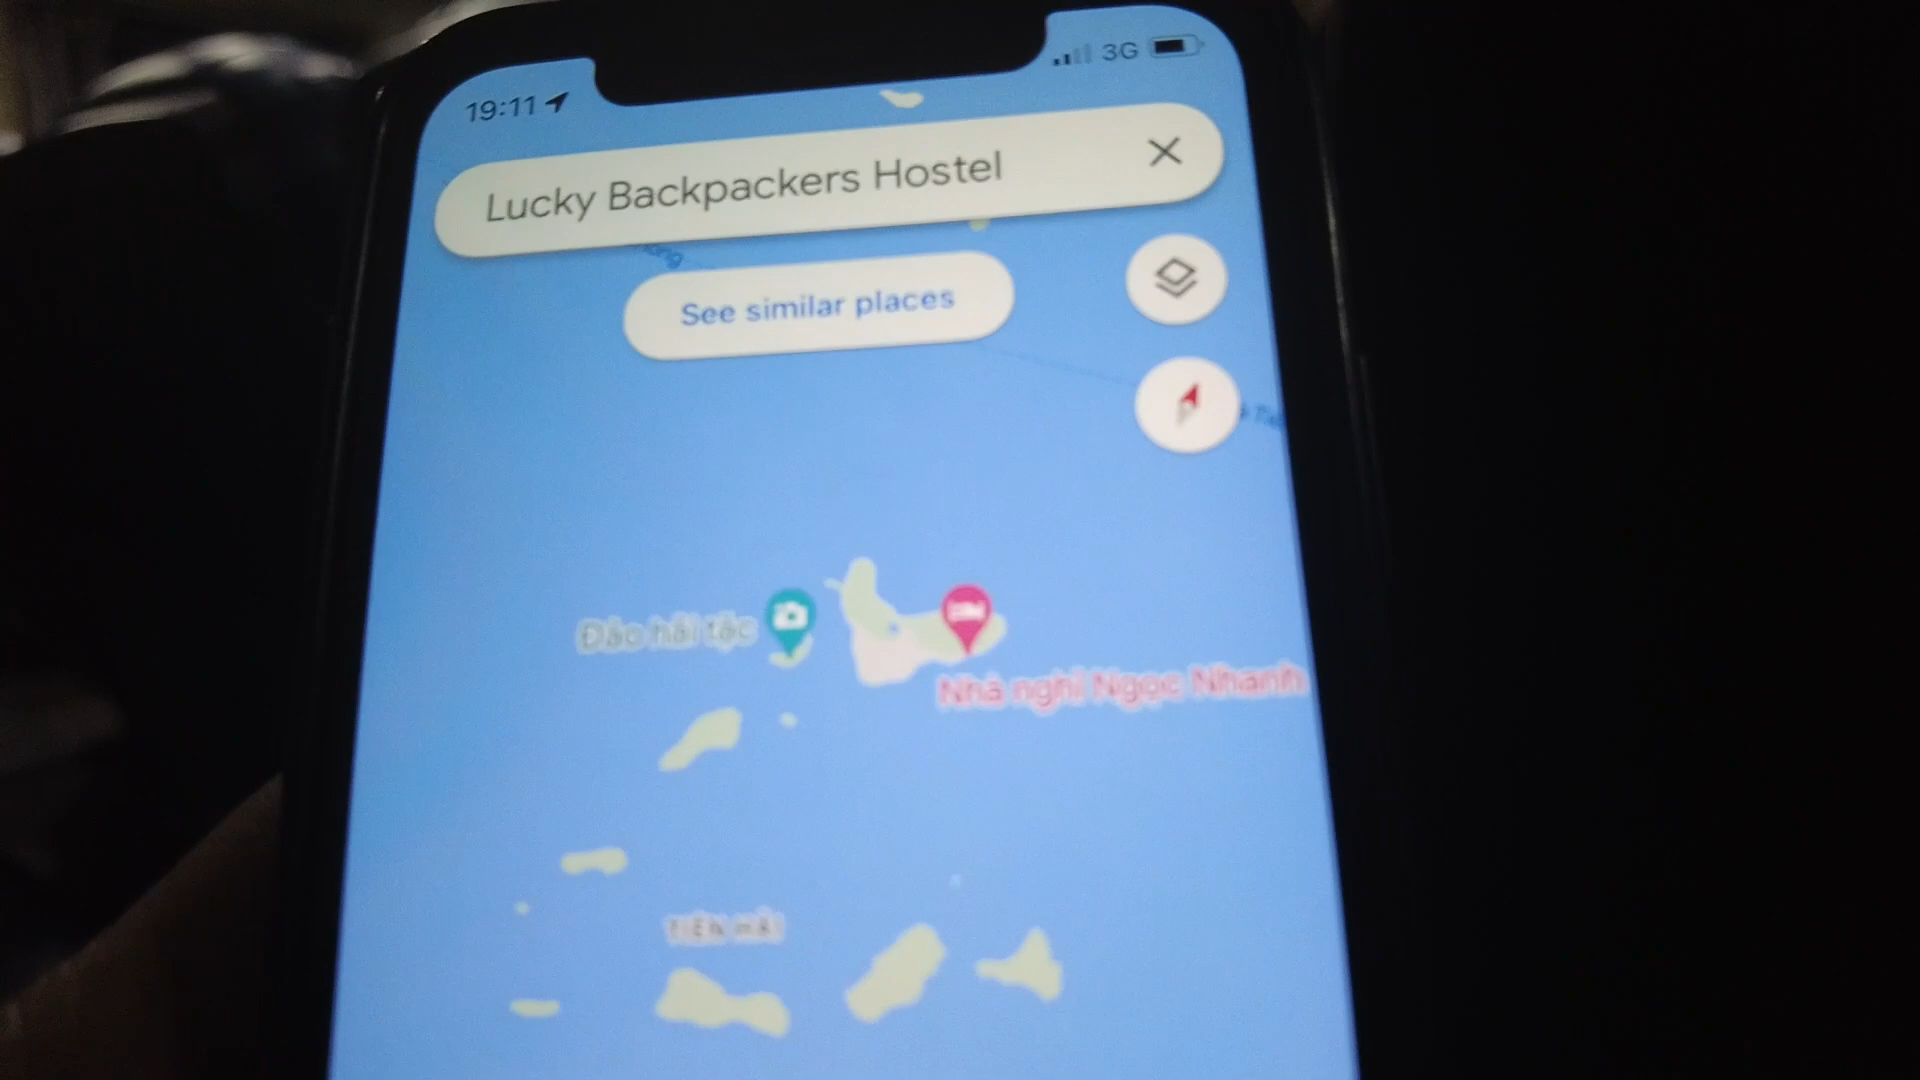 19:11
3G
Lucky Backpackers Hostel
See similar places
Đảo hải tặc
Nhà nghỉ Ngọc Nhanh
TIÊN HẢI